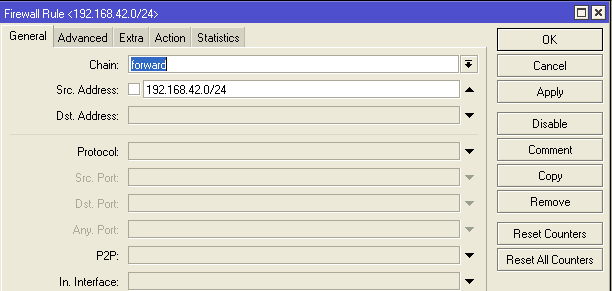 Firewall Rule <192.168.42.0/24>
General Advanced Extra Action Statistics
Chain: forward
Src. Address: 192.168.42.0/24
Dst. Address:
Protocol:
Src. Port:
Dst. Port:
Any. Port:
P2P:
In. Interface:
OK
Cancel
Apply
Disable
Comment
Copy
Remove
Reset Counters
Reset All Counters